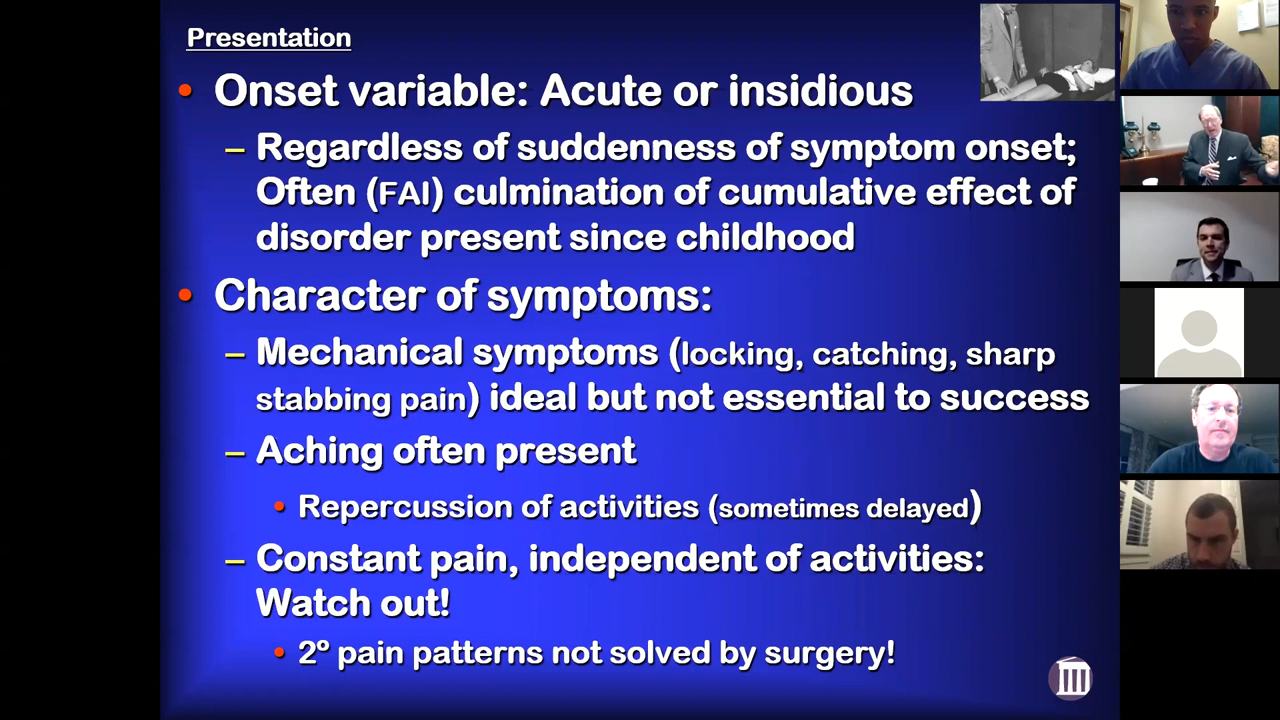 Presentation
• Onset variable: Acute or insidious
– Regardless of suddenness of symptom onset;
Often (FAI) culmination of cumulative effect of
disorder present since childhood
• Character of symptoms:
– Mechanical symptoms (locking, catching, sharp
stabbing pain) ideal but not essential to success
– Aching often present
• Repercussion of activities (sometimes delayed)
– Constant pain, independent of activities:
Watch out!
• 2º pain patterns not solved by surgery!